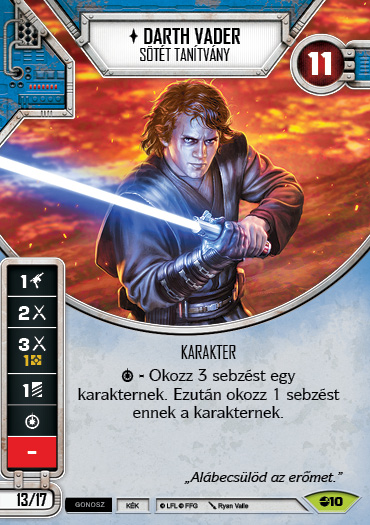 DARTH VADER
SÖTÉT TANÍTVÁNY
11
1
2
3
1
1
-
13/17
KARAKTER
- Okozz 3 sebzést egy
karakternek. Ezután okozz 1 sebzést
ennek a karakternek.
„Alábecsülöd az erőmet.”
GONOSZ
KÉK
© LFL © FFG
Ryan Valle
10